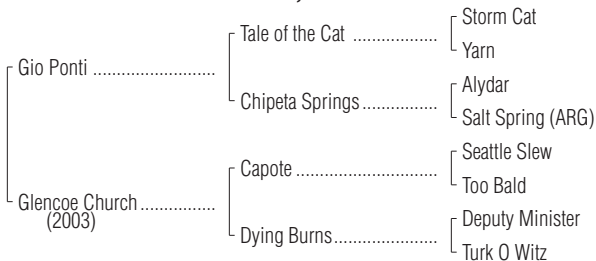 Storm Cat
Tale of the Cat ..................
Yarn
Gio Ponti ..........................
Alydar
Chipeta Springs ................
Salt Spring (ARG)
Seattle Slew
Capote ..............................
Too Bald
Glencoe Church ................
(2003)
Deputy Minister
Dying Burns ......................
Turk O Witz